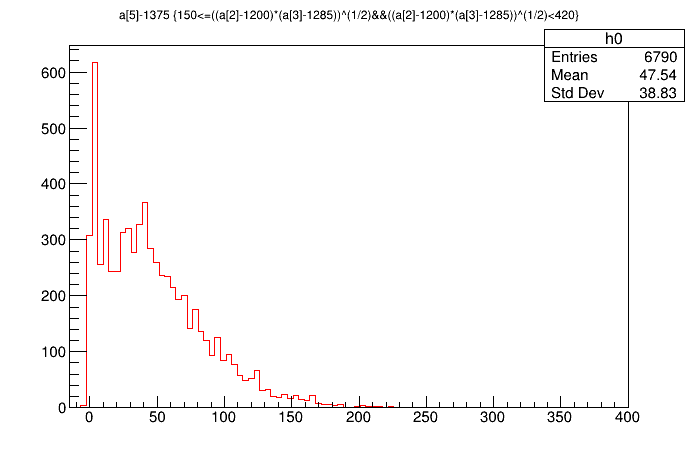 a[5]-1375 {150<=((a[2]-1200)*(a[3]-1285))^(1/2)&&((a[2]-1200)*(a[3]-1285))^(1/2)<420}
h0
Entries 6790
Mean 47.54
Std Dev 38.83
600
500
400
300
200
100
0
0 50 100 150 200 250 300 350 400